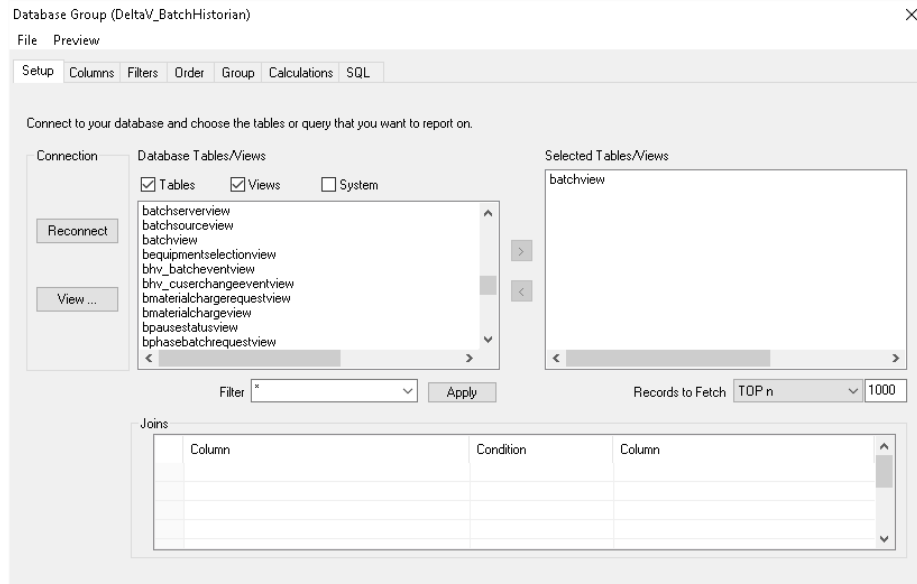 Database Group (DeltaV_BatchHistorian)
File Preview
Setup Columns Filters Order Group Calculations SQL
Connect to your database and choose the tables or query that you want to report on.
Connection
Reconnect
View ...
Database Tables/Views
Tables Views System
batchserverview
batchsourceview
batchview
bequipmentselectionview
bhv_batcheventview
bhv_cuserchangeeventview
bmaterialchargerequestview
bmaterialchargeview
bpausestatusview
bphasebatchrequestview
> 
<
Selected Tables/Views
batchview
Filter * Apply
Records to Fetch TOP n 1000
Joins
Column Condition Column